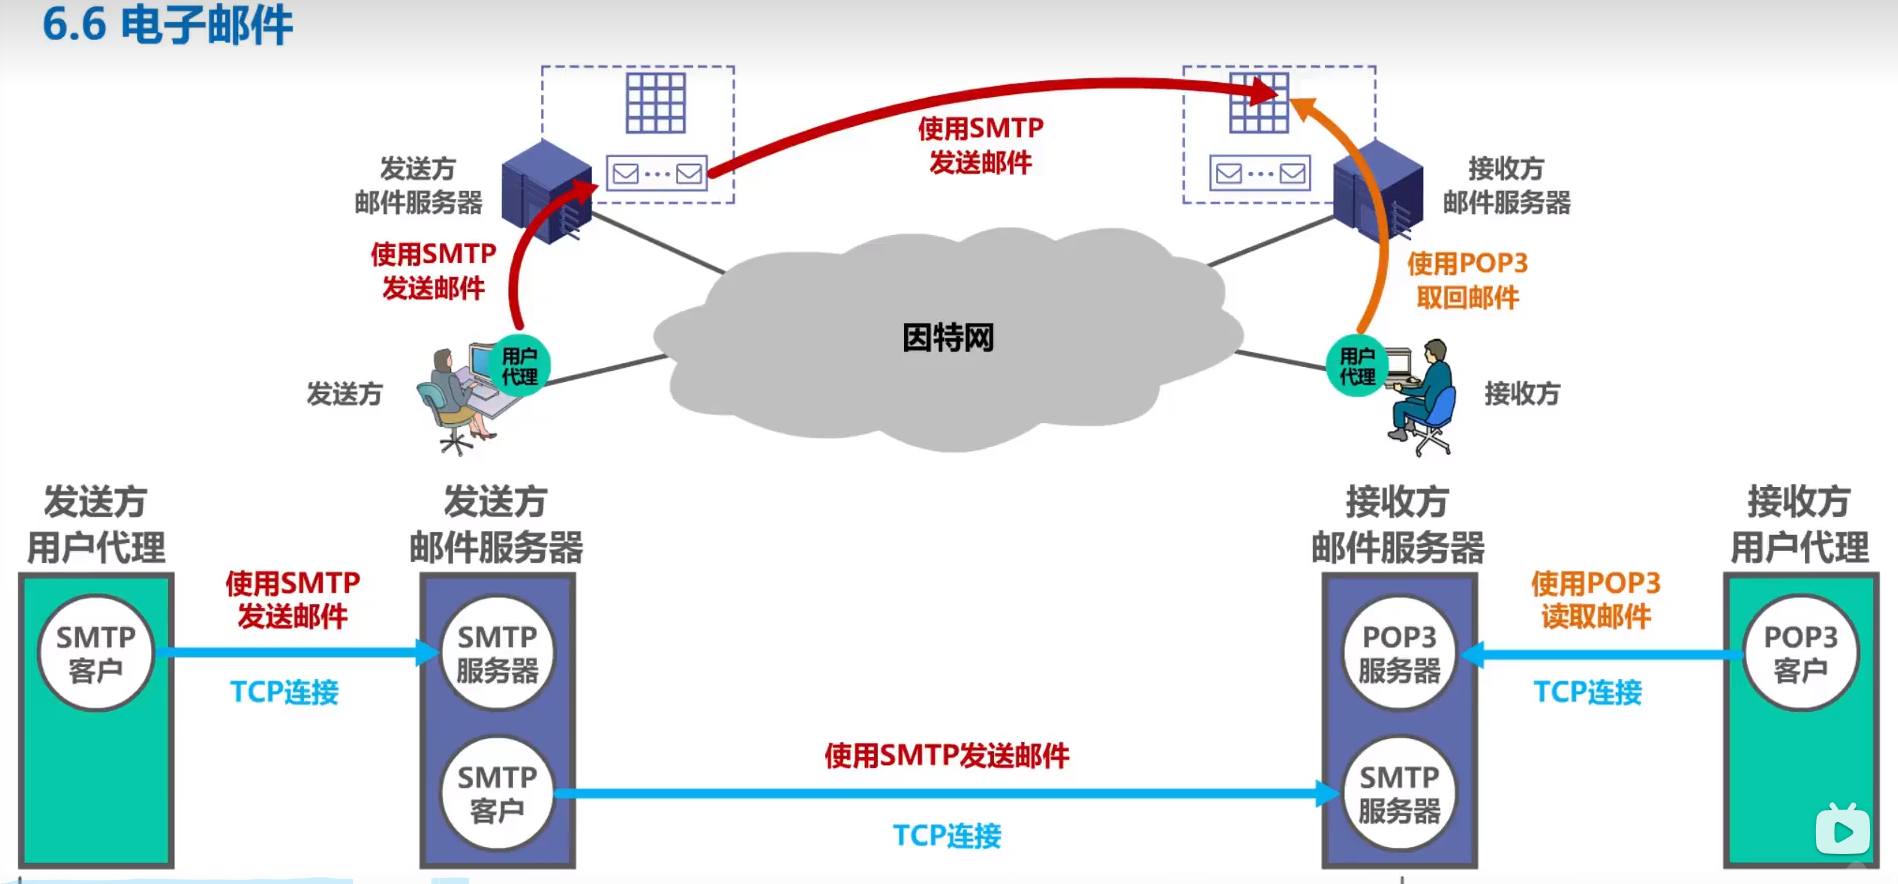 6.6 电子邮件
使用SMTP
发送邮件
发送方
邮件服务器
接收方
邮件服务器
使用SMTP
发送邮件
使用POP3
取回邮件
因特网
用户
代理
用户
代理
发送方
接收方
发送方
用户代理
发送方
邮件服务器
接收方
邮件服务器
接收方
用户代理
使用SMTP
发送邮件
使用POP3
读取邮件
SMTP
客户
SMTP
服务器
POP3
服务器
POP3
客户
TCP连接
TCP连接
使用SMTP发送邮件
SMTP
客户
SMTP
服务器
TCP连接